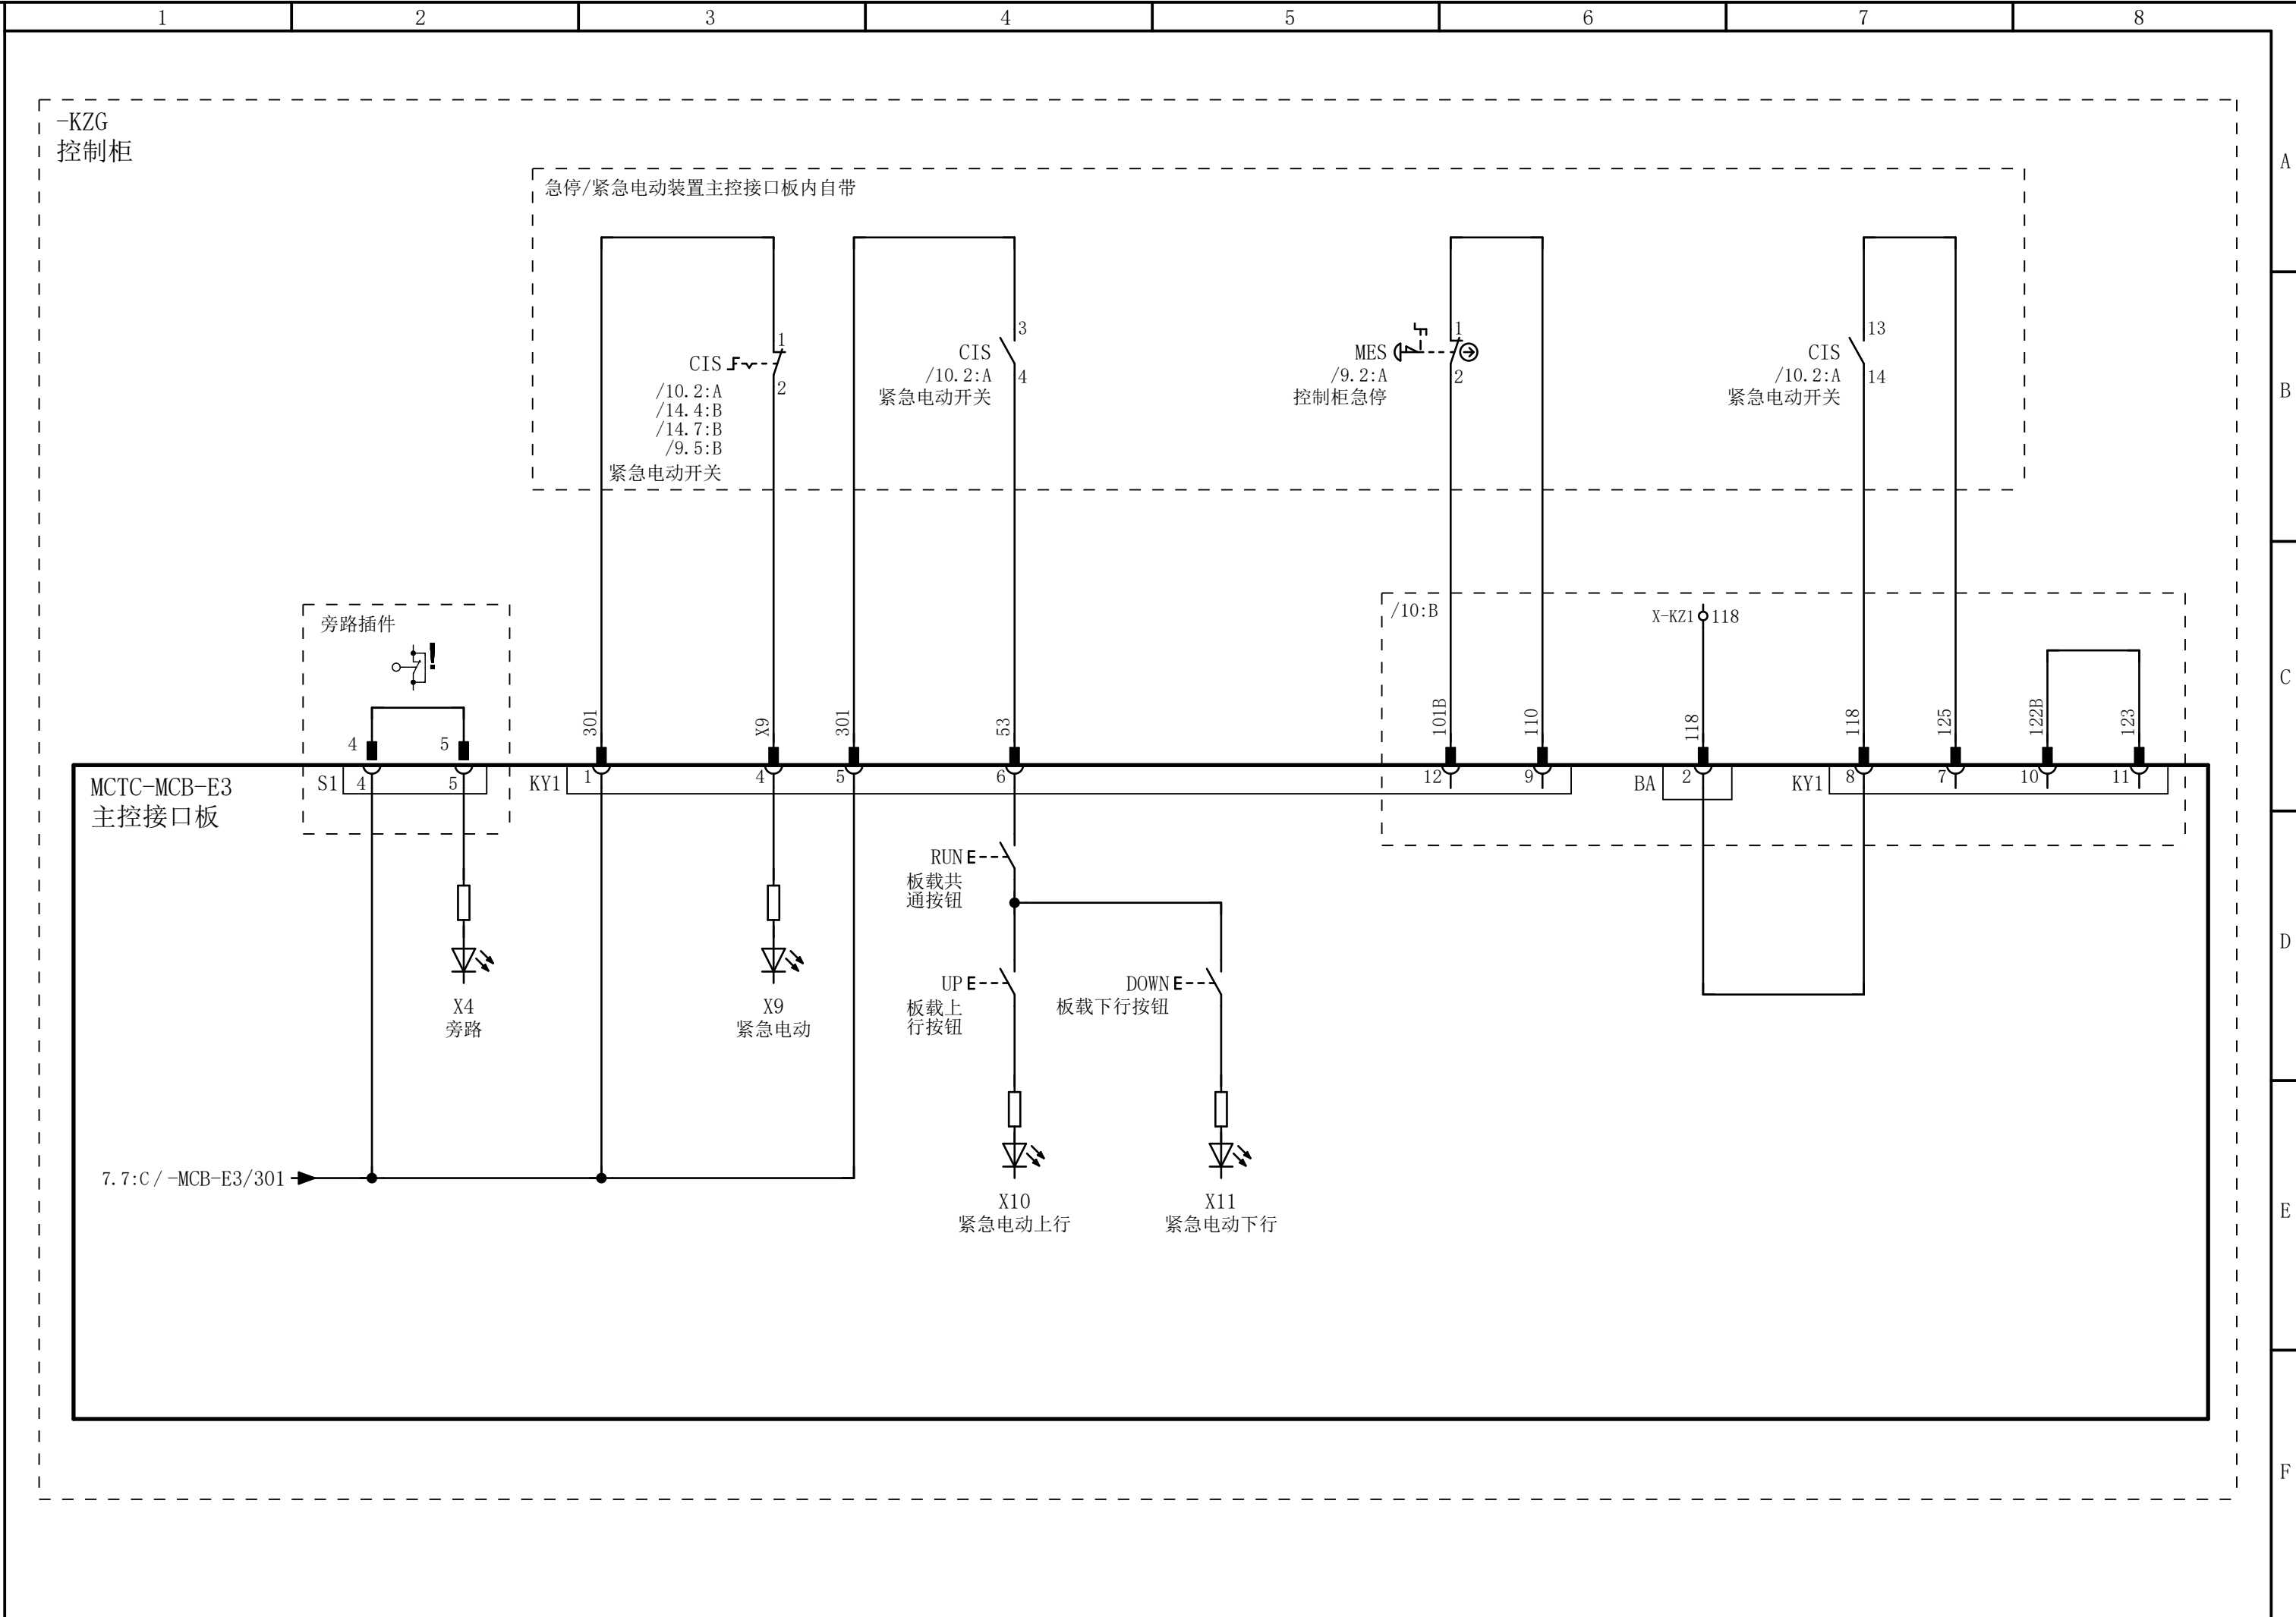 1 2 3 4 5 6 7 8
A
B
C
D
E
F
-KZG
控制柜
急停/紧急电动装置主控接口板内自带
CIS
1
2
/10.2:A
/14.4:B
/14.7:B
/9.5:B
紧急电动开关
CIS
3
4
/10.2:A
紧急电动开关
MES
1
2
/9.2:A
控制柜急停
CIS
13
14
/10.2:A
紧急电动开关
旁路插件
!
4 5
301
X9
301
53
/10:B
X-KZ1 118
101B
110
118
118
125
122B
123
MCTC-MCB-E3
主控接口板
S1 4 5
KY1 1 4 5 6 12 9
BA 2
KY1 8 7 10 11
RUN
板载共
通按钮
UP
板载上
行按钮
DOWN
板载下行按钮
X4
旁路
X9
紧急电动
7.7:C / -MCB-E3/301
X10
紧急电动上行
X11
紧急电动下行